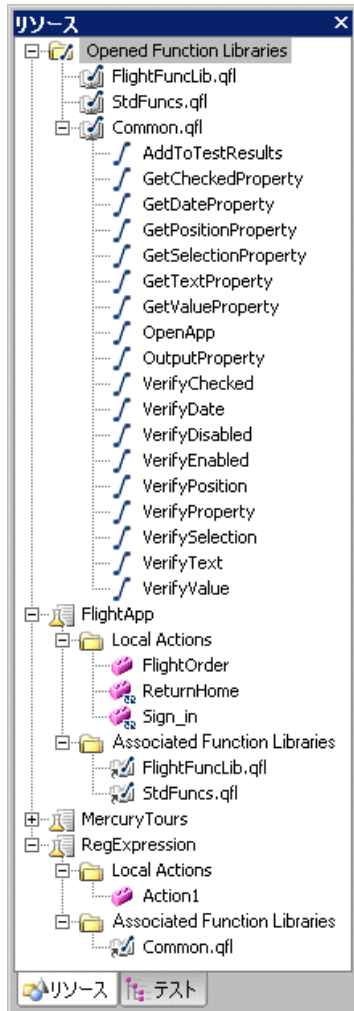 リソース
Opened Function Libraries
FlightFuncLib.qfl
StdFuncs.qfl
Common.qfl
AddToTestResults
GetCheckedProperty
GetDateProperty
GetPositionProperty
GetSelectionProperty
GetTextProperty
GetValueProperty
OpenApp
OutputProperty
VerifyChecked
VerifyDate
VerifyDisabled
VerifyEnabled
VerifyPosition
VerifyProperty
VerifySelection
VerifyText
VerifyValue
FlightApp
Local Actions
FlightOrder
ReturnHome
Sign_in
Associated Function Libraries
FlightFuncLib.qfl
StdFuncs.qfl
MercuryTours
RegExpression
Local Actions
Action1
Associated Function Libraries
Common.qfl
リソース テスト